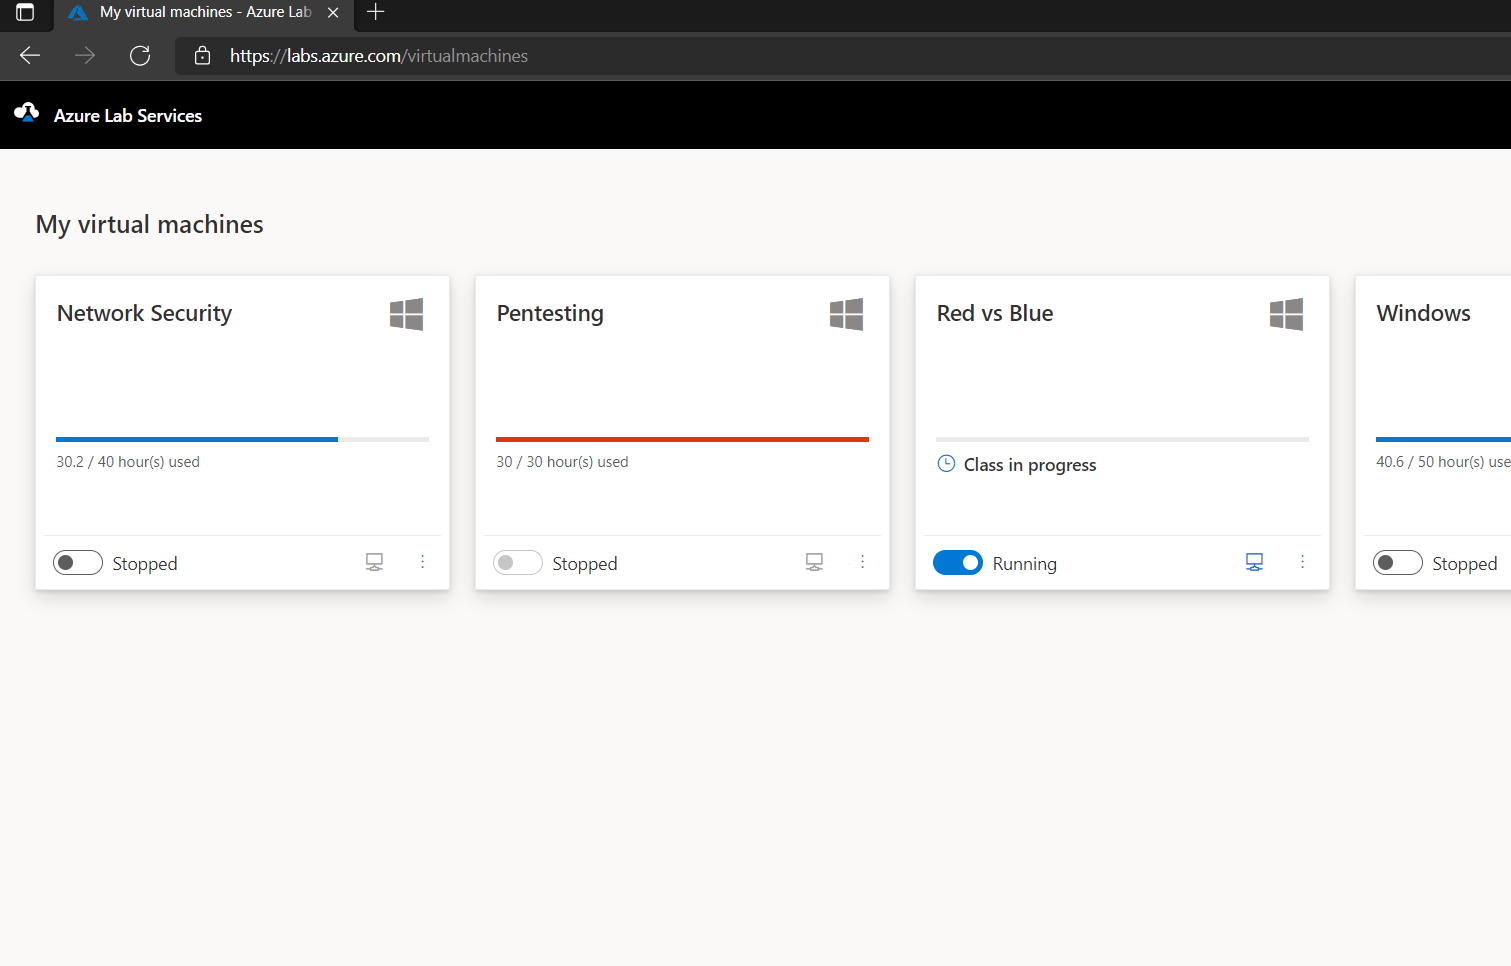 My virtual machines - Azure Lab
https://labs.azure.com/virtualmachines
Azure Lab Services
My virtual machines
Network Security
30.2 / 40 hour(s) used
Stopped
Pentesting
30 / 30 hour(s) used
Stopped
Red vs Blue
Class in progress
Running
Windows
40.6 / 50 hour(s) use
Stopped